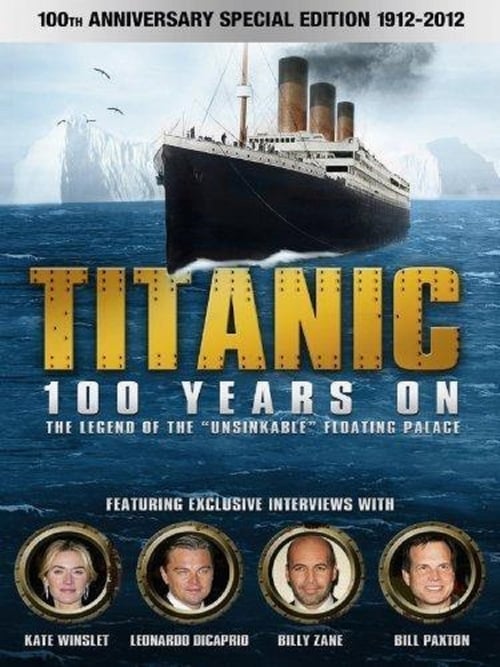 100TH ANNIVERSARY SPECIAL EDITION 1912-2012
TITANIC
100 YEARS ON
THE LEGEND OF THE "UNSINKABLE" FLOATING PALACE
FEATURING EXCLUSIVE INTERVIEWS WITH
KATE WINSLET LEONARDO DICAPRIO BILLY ZANE BILL PAXTON